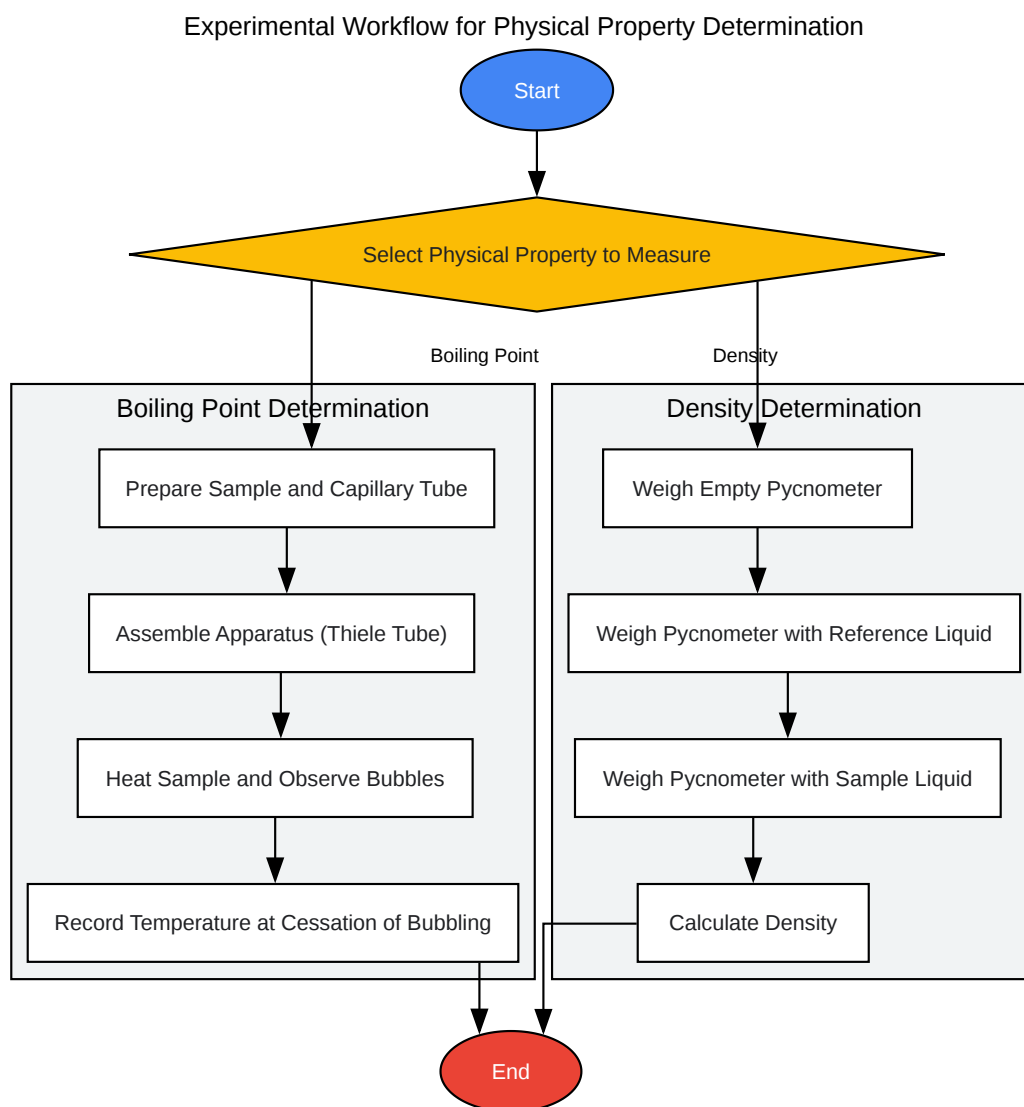 Experimental Workflow for Physical Property Determination
Start
Select Physical Property to Measure
Boiling Point
Density
Boiling Point Determination
Prepare Sample and Capillary Tube
Assemble Apparatus (Thiele Tube)
Heat Sample and Observe Bubbles
Record Temperature at Cessation of Bubbling
Density Determination
Weigh Empty Pycnometer
Weigh Pycnometer with Reference Liquid
Weigh Pycnometer with Sample Liquid
Calculate Density
End